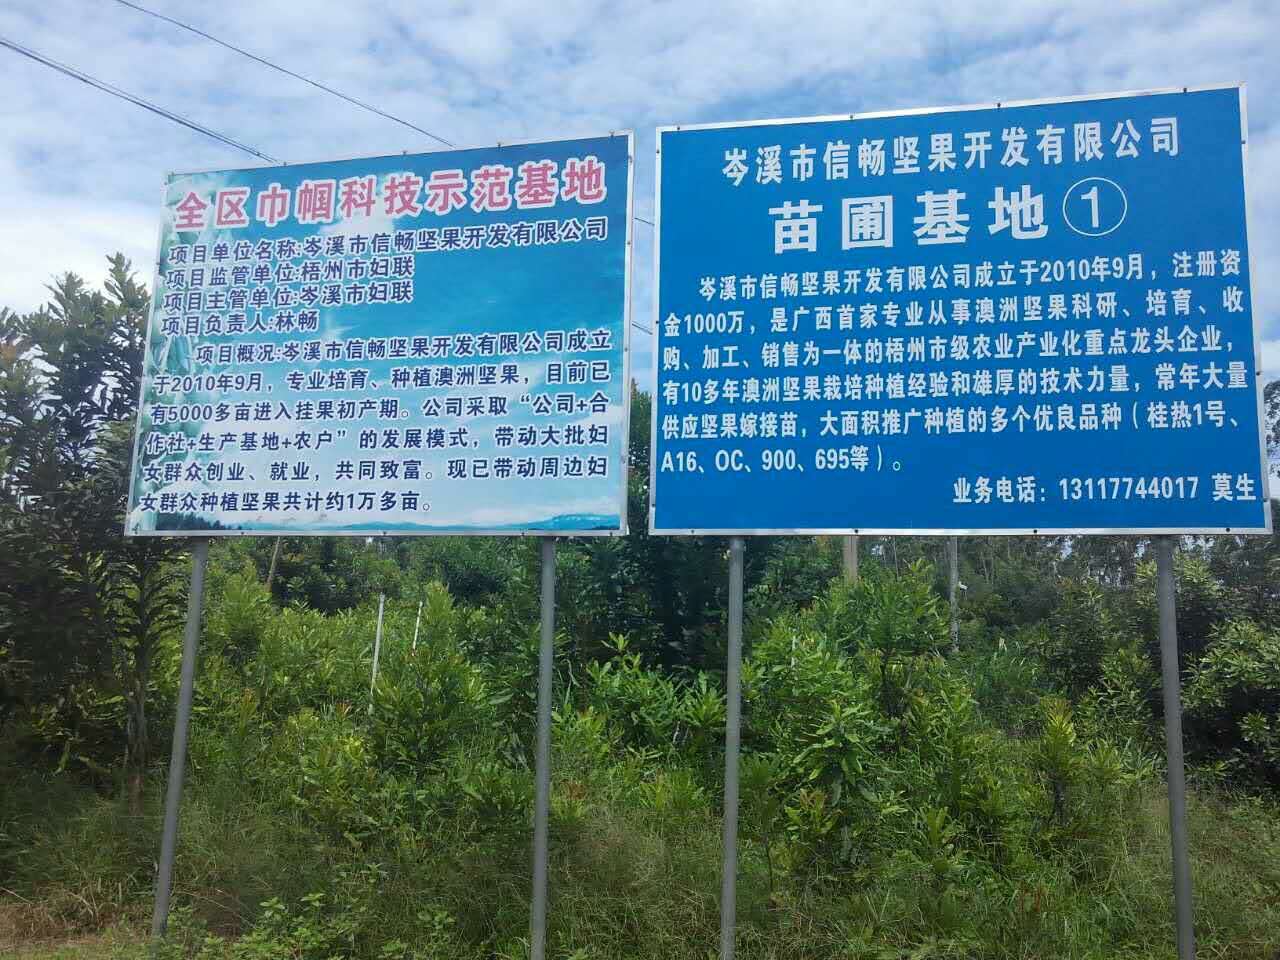 全区巾帼科技示范基地
项目单位名称:岑溪市信畅坚果开发有限公司
项目监管单位:梧州市妇联
项目主管单位:岑溪市妇联
项目负责人:林畅
项目概况:岑溪市信畅坚果开发有限公司成立
于2010年9月，专业培育、种植澳洲坚果，目前已
有5000多亩进入挂果初产期。公司采取“公司+合
作社+生产基地+农户”的发展模式，带动大批妇
女群众创业、就业，共同致富。现已带动周边妇
女群众种植坚果共计约1万多亩。
岑溪市信畅坚果开发有限公司
苗圃基地①
岑溪市信畅坚果开发有限公司成立于2010年9月，注册资
金1000万，是广西首家专业从事澳洲坚果科研、培育、收
购、加工、销售为一体的梧州市级农业产业化重点龙头企业，
有10多年澳洲坚果栽培种植经验和雄厚的技术力量，常年大量
供应坚果嫁接苗，大面积推广种植的多个优良品种（桂热1号、
A16、OC、900、695等）。
业务电话：13117744017 莫生